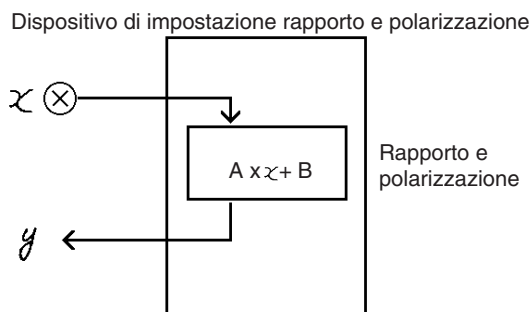 Dispositivo di impostazione rapporto e polarizzazione
x
A x x + B
Rapporto e
polarizzazione
y